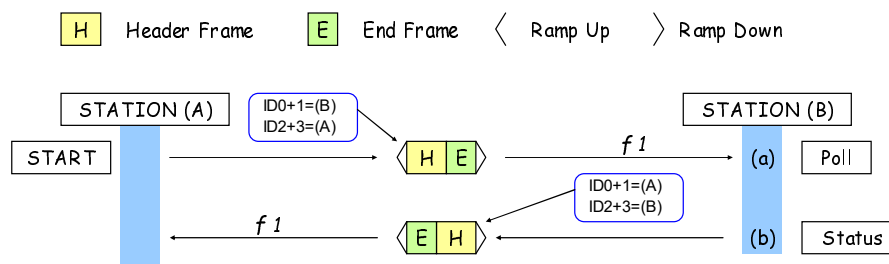 H Header Frame E End Frame Ramp Up Ramp Down
STATION (A) ID0+1=(B) STATION (B)
ID2+3=(A)
START H E f 1 (a) Poll
ID0+1=(A)
ID2+3=(B)
f 1 E H (b) Status